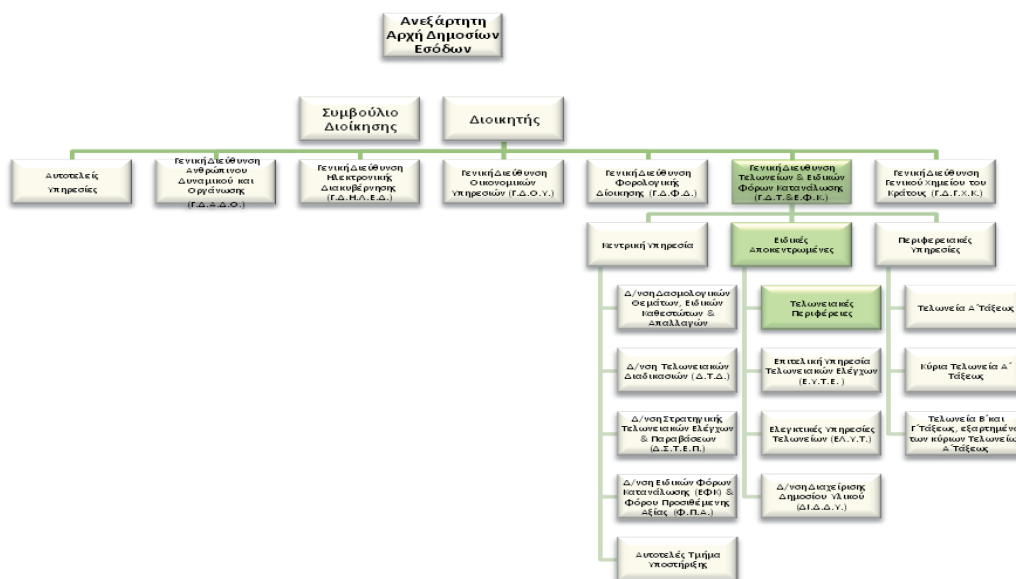 Ανεξάρτητη
Αρχή Δημοσίων
Εσόδων
Συμβούλιο
Διοίκησης
Διοικητής
Αυτοτελείς
Υπηρεσίες
Γενική Διεύθυνση
Ανθρώπινου
Δυναμικού και
Οργάνωσης
(Γ.Δ.Α.Δ.Ο.)
Γενική Διεύθυνση
Ηλεκτρονικής
Διακυβέρνησης
(Γ.Δ.Η.Λ.Ε.Δ.)
Γενική Διεύθυνση
Οικονομικών
Υπηρεσιών (Γ.Δ.Ο.Υ.)
Γενική Διεύθυνση
Φορολογικής
Διοίκησης (Γ.Δ.Φ.Δ.)
Γενική Διευθυνση
Τελωνείων & Ειδικών
Φόρων Κατανάλωσης
(Γ.Δ.Τ.&Ε.Φ.Κ.)
Γενική Διεύθυνση
Γενικού Χημείου του
Κράτους (Γ.Δ.Γ.Χ.Κ.)
Κεντρική Υπηρεσία
Ειδικές
Αποκεντρωμένες
Περιφερειακές
Υπηρεσίες
Δ/νση Δασμολογικών
Θεμάτων, Ειδικών
Καθεστώτων &
Απαλλαγών
Τελωνειακές
Περιφέρειες
Τελωνεία Α΄Τάξεως
Δ/νση Τελωνειακών
Διαδικασιών (Δ.Τ.Δ.)
Επιτελική Υπηρεσία
Τελωνειακών Ελέγχων
(Ε.Υ.Τ.Ε.)
Κύρια Τελωνεία Α΄
Τάξεως
Δ/νση Στρατηγικής
Τελωνειακών Ελέγχων
& Παραβάσεων
(Δ.Σ.Τ.Ε.Π.)
Ελεγκτικές Υπηρεσίες
Τελωνείων (ΕΛ.Υ.Τ.)
Τελωνεία Β΄και
Γ΄Τάξεως, εξαρτημένα
των κύριων Τελωνείων
Α΄Τάξεως
Δ/νση Ειδικών Φόρων
Κατανάλωσης (ΕΦΚ) &
Φόρου Προσιθέμενης
Αξίας (Φ.Π.Α.)
Δ/νση Διαχείρισης
Δημοσίου Υλικού
(ΔΙ.Δ.Δ.Υ.)
Αυτοτελές Τμήμα
Υποστήριξης